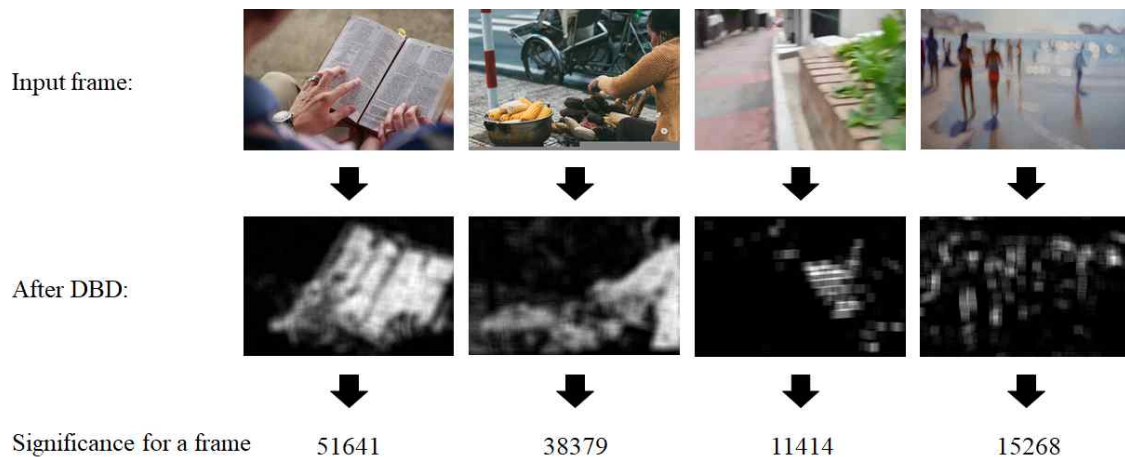 Input frame:
After DBD:
Significance for a frame 51641 38379 11414 15268